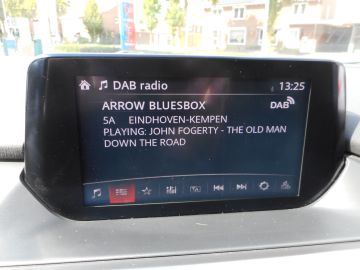 DAB radio 13:25
ARROW BLUESBOX DAB
5A EINDHOVEN-KEMPEN
PLAYING: JOHN FOGERTY - THE OLD MAN
DOWN THE ROAD
TA